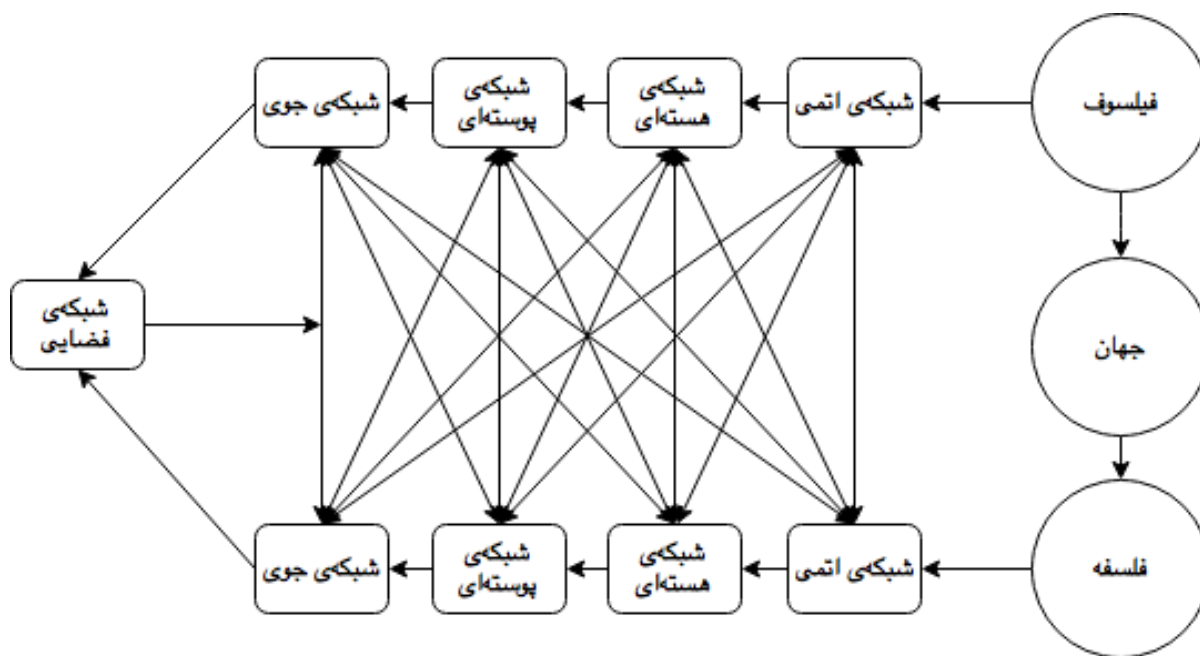 فیلسوف
شبکه‌ی اتمی
شبکه‌ی
هسته‌ای
شبکه‌ی
پوسته‌ای
شبکه‌ی جوی
جهان
شبکه‌ی
فضایی
فلسفه
شبکه‌ی اتمی
شبکه‌ی
هسته‌ای
شبکه‌ی
پوسته‌ای
شبکه‌ی جوی